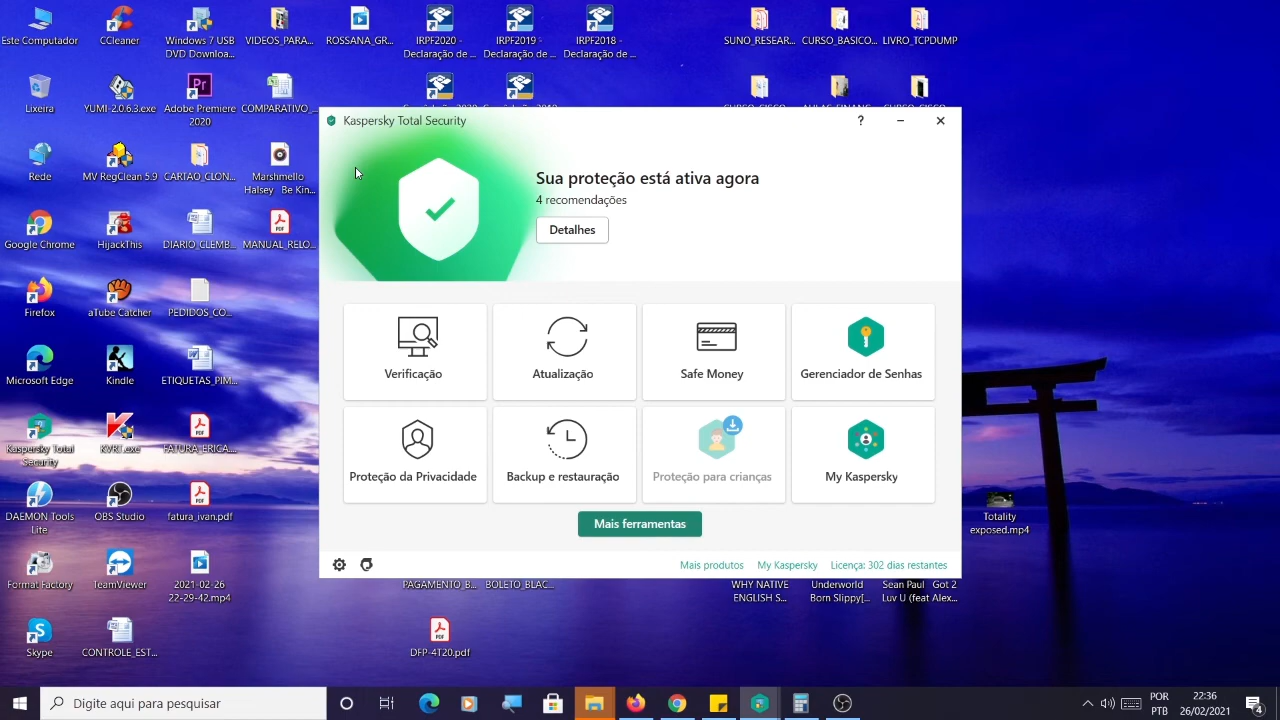 Este Computador
CCleaner
Windows 7 USB
DVD Downloa...
VIDEOS_PARA...
ROSSANA_GR...
IRPF2020 -
Declaração de ...
IRPF2019 -
Declaração de ...
IRPF2018 -
Declaração de ...
SUNO_RESEAR...
CURSO_BASICO...
LIVRO_TCPDUMP
Lixeira
YUMI-2.0.6.3.exe
Adobe Premiere
2020
COMPARATIVO_...
Kaspersky Total Security
Sua proteção está ativa agora
4 recomendações
Detalhes
Rede
MV RegClean 5.9
CARTAO_CLON...
Marshmello
Halsey Be Kin...
Google Chrome
HijackThis
DIARIO_CLEMB...
MANUAL_RELO...
Firefox
aTube Catcher
PEDIDOS_CO...
Verificação
Atualização
Safe Money
Gerenciador de Senhas
Microsoft Edge
Kindle
ETIQUETAS_PIM...
Kaspersky Total
Security
KVRT.exe
FATURA_ERICA...
Proteção da Privacidade
Backup e restauração
Proteção para crianças
My Kaspersky
DAEMON Tools
Lite
OBS Studio
fatura_ivan.pdf
Totality
exposed.mp4
Mais ferramentas
Mais produtos
My Kaspersky
Licença: 302 dias restantes
Format Factory
TeamViewer
2021-02-26
22-29-42.mp4
PAGAMENTO_B...
BOLETO_BLAC...
WHY NATIVE
ENGLISH S...
Underworld
Born Slippy[...
Sean Paul Got 2
Luv U (feat Alex...
Skype
CONTROLE_EST...
DFP-4T20.pdf
Digite aqui para pesquisar
POR
PTB
22:36
26/02/2021
4